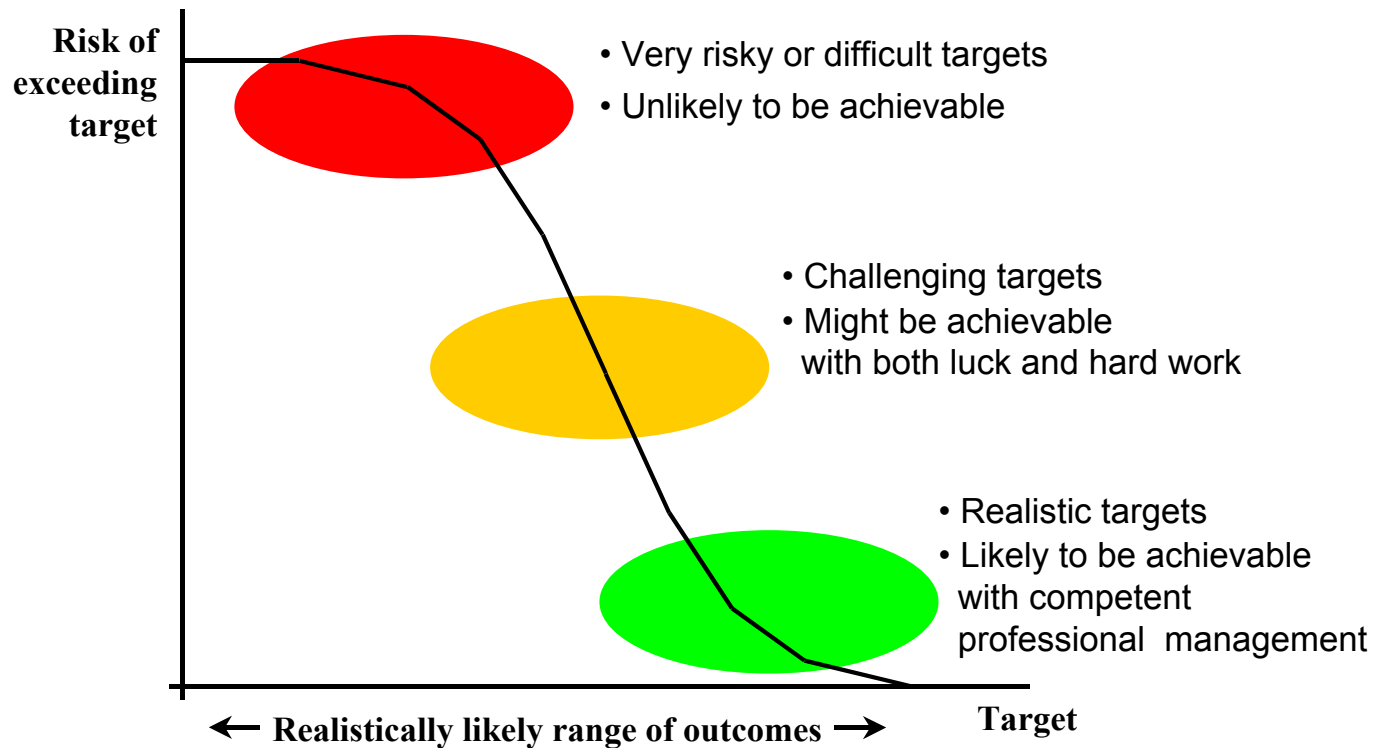 Risk of
exceeding
target
• Very risky or difficult targets
• Unlikely to be achievable
• Challenging targets
• Might be achievable
with both luck and hard work
• Realistic targets
• Likely to be achievable
with competent
professional management
Realistically likely range of outcomes
Target